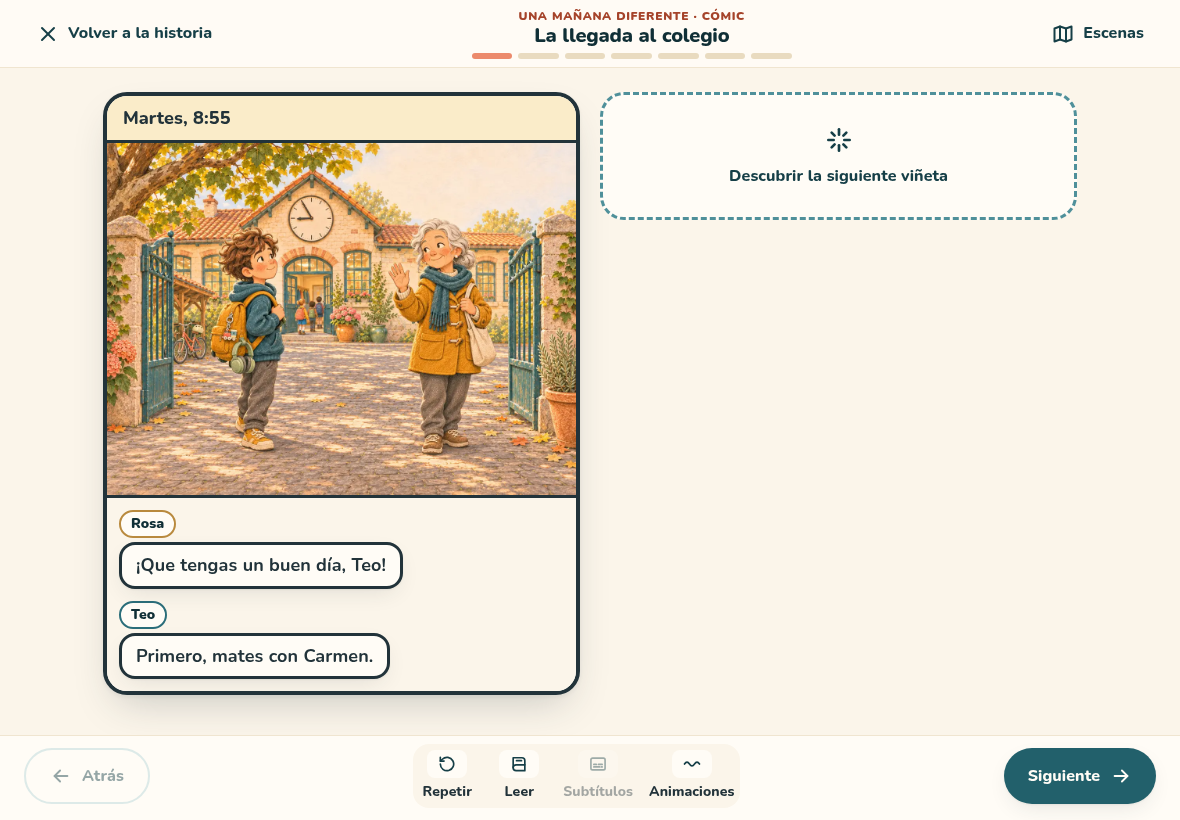 Volver a la historia
UNA MAÑANA DIFERENTE · CÓMIC
La llegada al colegio
Escenas
Martes, 8:55
Rosa
¡Que tengas un buen día, Teo!
Teo
Primero, mates con Carmen.
Descubrir la siguiente viñeta
Atrás
Repetir
Leer
Subtítulos
Animaciones
Siguiente